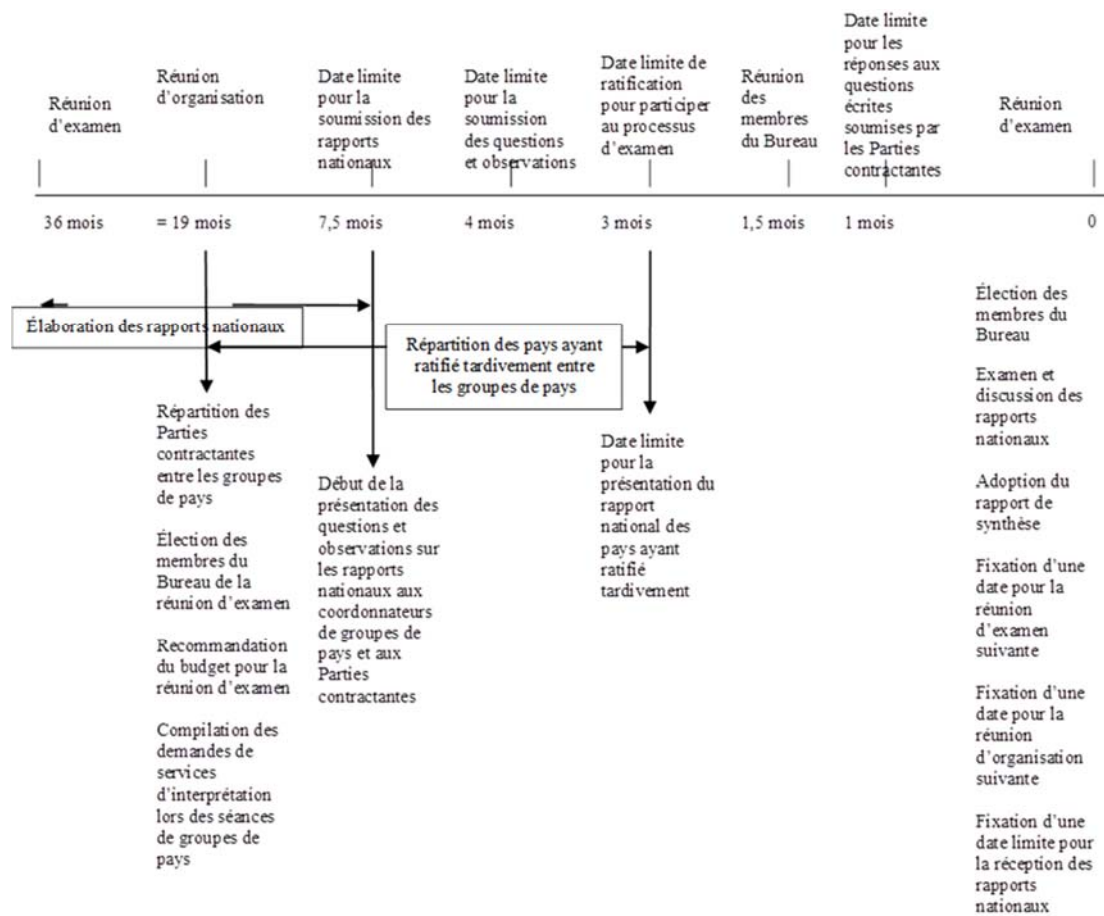 Réunion
d'examen
Réunion
d'organisation
Date limite
pour la
soumission des
rapports
nationaux
Date limite
pour la
soumission
des questions
et observations
Date limite de
ratification
pour participer
au processus
d'examen
Réunion
des
membres
du Bureau
Date limite
pour les
réponses aux
questions
écrites
soumises par
les Parties
contractantes
Réunion
d'examen
36 mois
= 19 mois
7,5 mois
4 mois
3 mois
1,5 mois
1 mois
0
Élaboration des rapports nationaux
Répartition des pays ayant
ratifié tardivement entre
les groupes de pays
Répartition des
Parties
contractantes
entre les groupes
de pays
Élection des
membres du
Bureau de la
réunion d'examen
Recommandation
du budget pour la
réunion d'examen
Compilation des
demandes de
services
d'interprétation
lors des séances
de groupes de
pays
Début de la
présentation des
questions et
observations sur
les rapports
nationaux aux
coordonnateurs
de groupes de
pays et aux
Parties
contractantes
Date limite
pour la
présentation du
rapport
national des
pays ayant
ratifié
tardivement
Élection des
membres du
Bureau
Examen et
discussion des
rapports
nationaux
Adoption du
rapport de
synthèse
Fixation d'une
date pour la
réunion
d'examen
suivante
Fixation d'une
date pour la
réunion
d'organisation
suivante
Fixation d'une
date limite pour
la réception des
rapports
nationaux